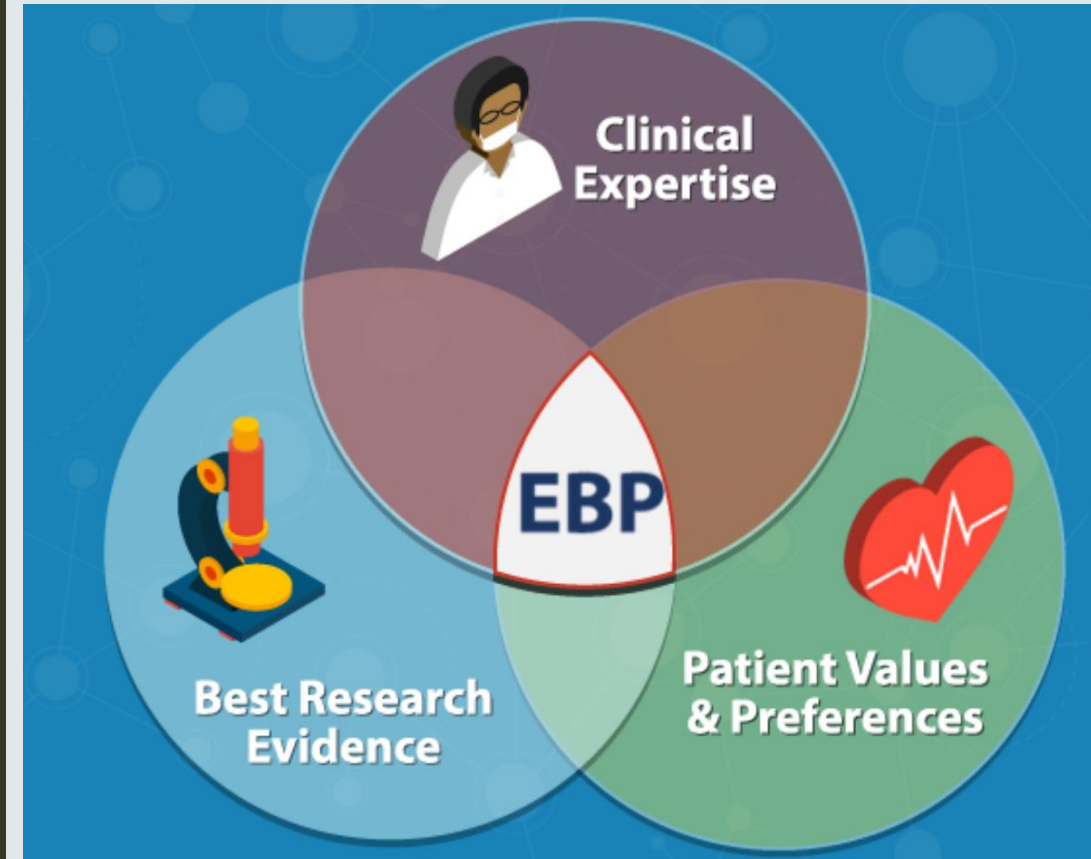 Clinical
Expertise
EBP
Best Research
Evidence
Patient Values
& Preferences